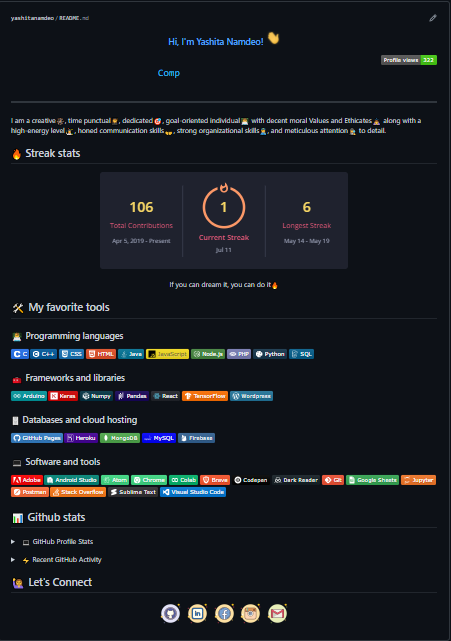 yashitanamdeo/README.md
Hi, I'm Yashita Namdeo!
Profile views 323
Comp
I am a creative, time punctual, dedicated, goal-oriented individual with decent moral Values and Ethicates along with a
high-energy level, honed communication skills, strong organizational skills, and meticulous attention to detail.
Streak stats
106 1 6
Total Contributions Current Streak Longest Streak
Apr 5, 2019 - Present Jul 11 May 14 - May 19
If you can dream it, you can do it
My favorite tools
Programming languages
C C++ CSS HTML Java JavaScript Node.js PHP Python SQL
Frameworks and libraries
Arduino Keras Numpy Pandas React TensorFlow Wordpress
Databases and cloud hosting
GitHub Pages Heroku MongoDB MySQL Firebase
Software and tools
Adobe Android Studio Atom Chrome Colab Brave Codepen Dark Reader Git Google Sheets Jupyter
Postman Stack Overflow Sublime Text Visual Studio Code
Github stats
GitHub Profile Stats
Recent GitHub Activity
Let's Connect